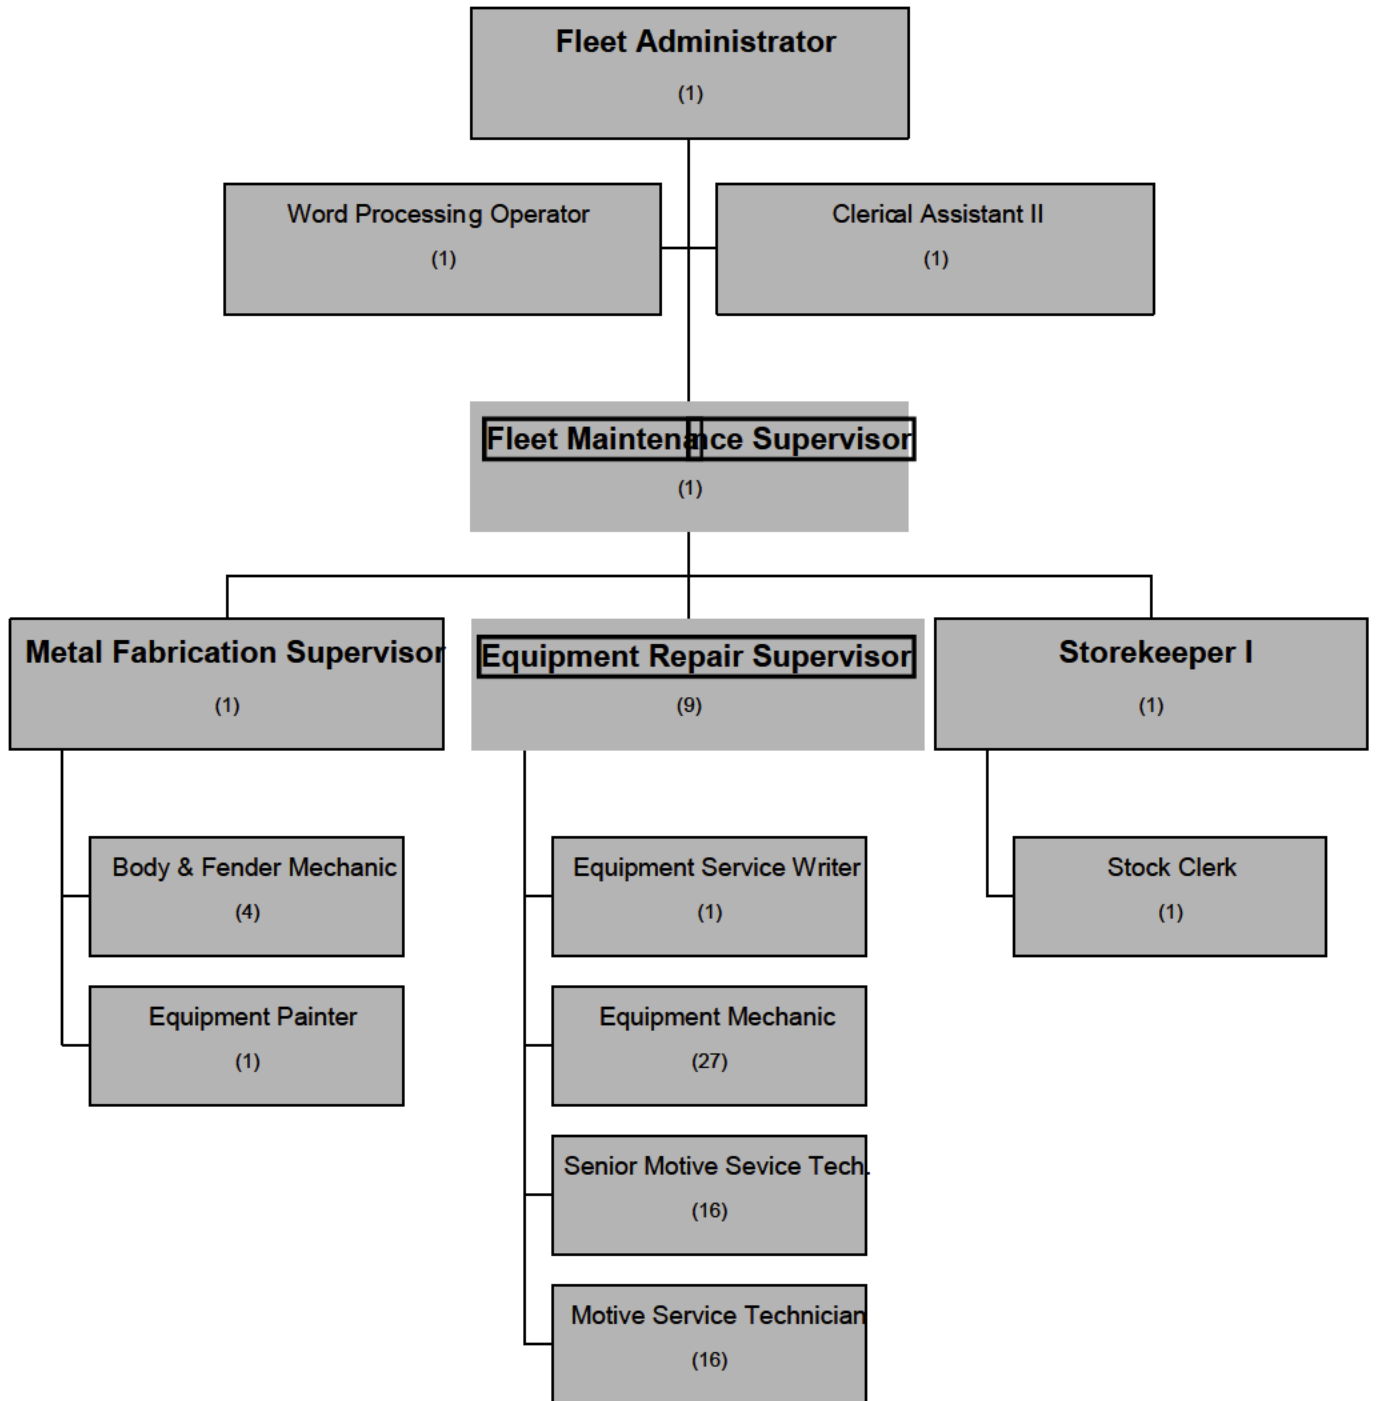 Fleet Administrator
(1)
Word Processing Operator
(1)
Clerical Assistant II
(1)
Fleet Maintenance Supervisor
(1)
Metal Fabrication Supervisor
(1)
Equipment Repair Supervisor
(9)
Storekeeper I
(1)
Body & Fender Mechanic
(4)
Equipment Painter
(1)
Equipment Service Writer
(1)
Equipment Mechanic
(27)
Senior Motive Sevice Tech.
(16)
Motive Service Technician
(16)
Stock Clerk
(1)